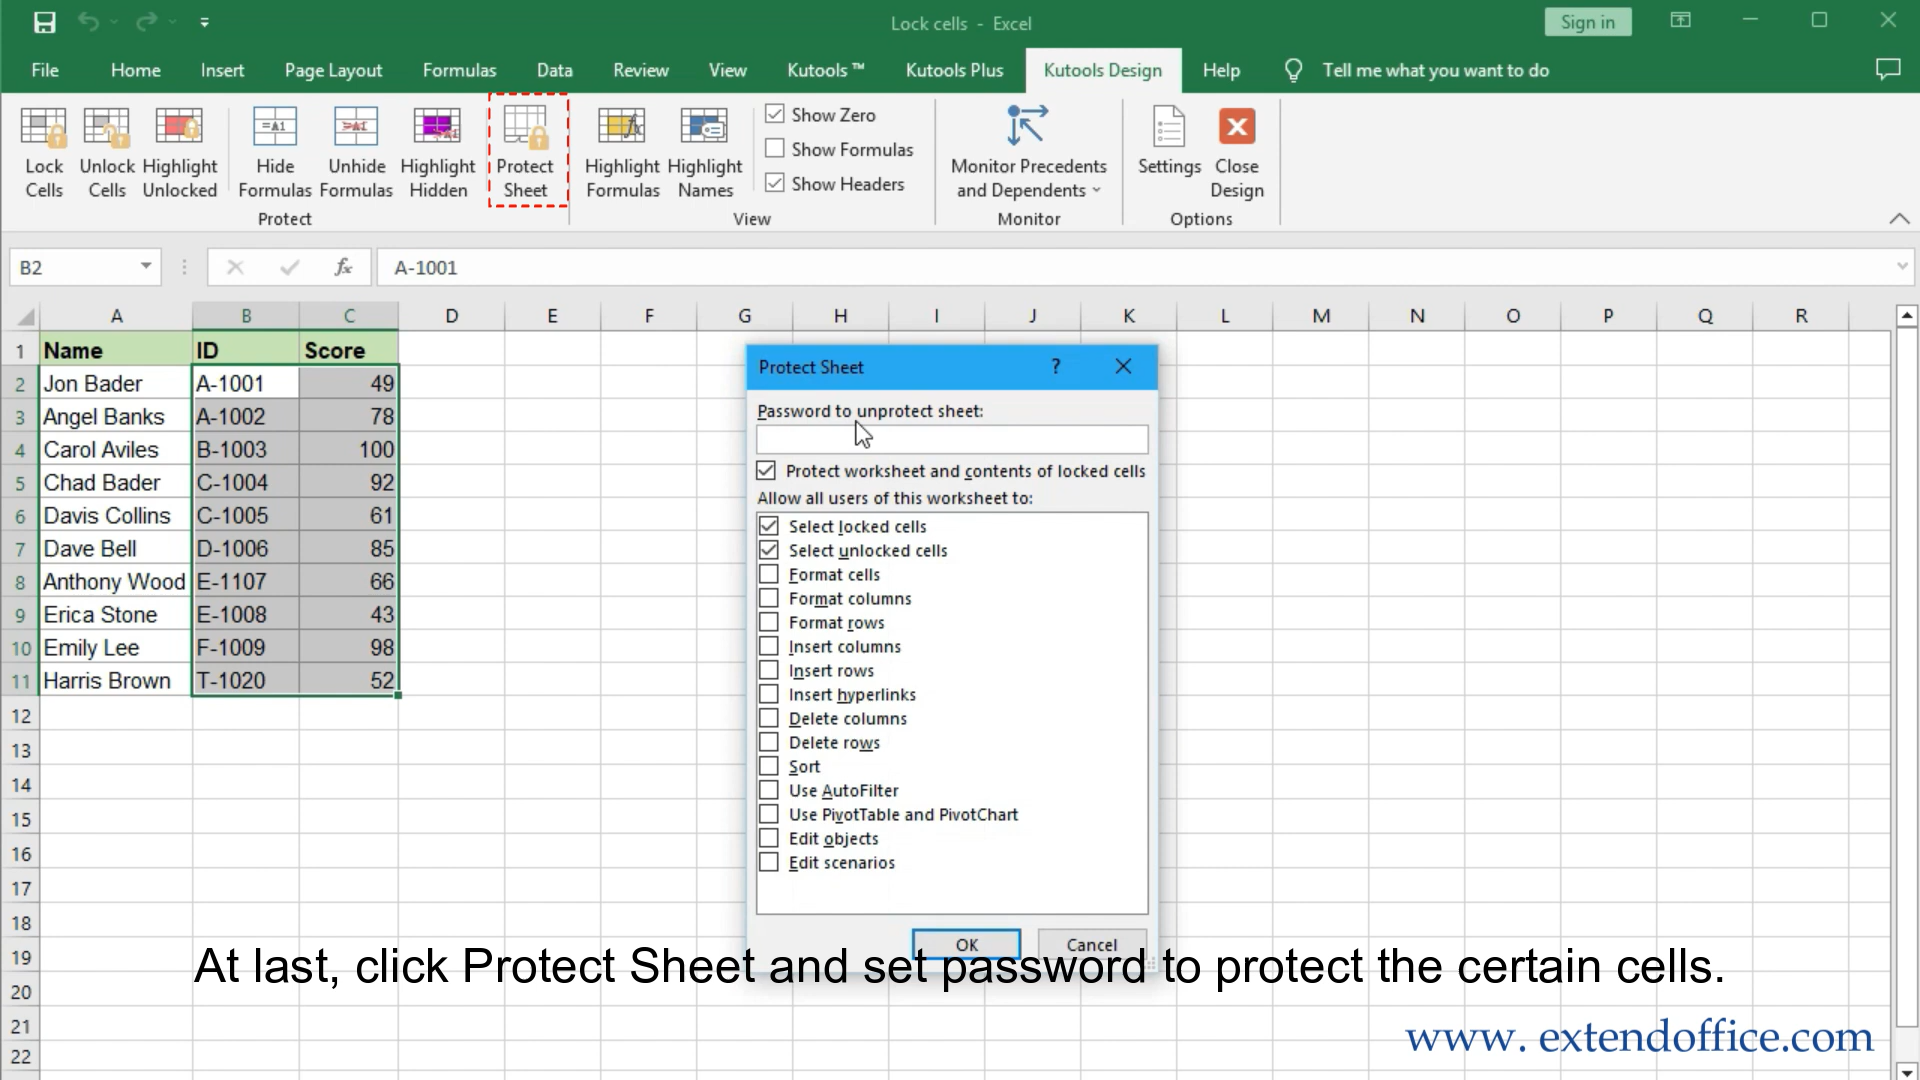 Lock cells - Excel
Sign in
File Home Insert Page Layout Formulas Data Review View Kutools ™ Kutools Plus Kutools Design Help Tell me what you want to do
Lock Cells
Unlock Cells
Highlight Unlocked
Hide Formulas
Unhide Formulas
Highlight Hidden
Protect Sheet
Protect
Highlight Formulas
Highlight Names
Show Zero
Show Formulas
Show Headers
View
Monitor Precedents and Dependents
Monitor
Settings
Close Design
Options
B2 fx A-1001
A B C D E F G H I J K L M N O P Q R
1 Name ID Score
2 Jon Bader A-1001 49
3 Angel Banks A-1002 78
4 Carol Aviles B-1003 100
5 Chad Bader C-1004 92
6 Davis Collins C-1005 61
7 Dave Bell D-1006 85
8 Anthony Wood E-1107 66
9 Erica Stone E-1008 43
10 Emily Lee F-1009 98
11 Harris Brown T-1020 52
12
13
14
15
16
17
18
19
20
21
22
Protect Sheet ?
Password to unprotect sheet:
Protect worksheet and contents of locked cells
Allow all users of this worksheet to:
Select locked cells
Select unlocked cells
Format cells
Format columns
Format rows
Insert columns
Insert rows
Insert hyperlinks
Delete columns
Delete rows
Sort
Use AutoFilter
Use PivotTable and PivotChart
Edit objects
Edit scenarios
OK Cancel
At last, click Protect Sheet and set password to protect the certain cells.
www. extendoffice.com